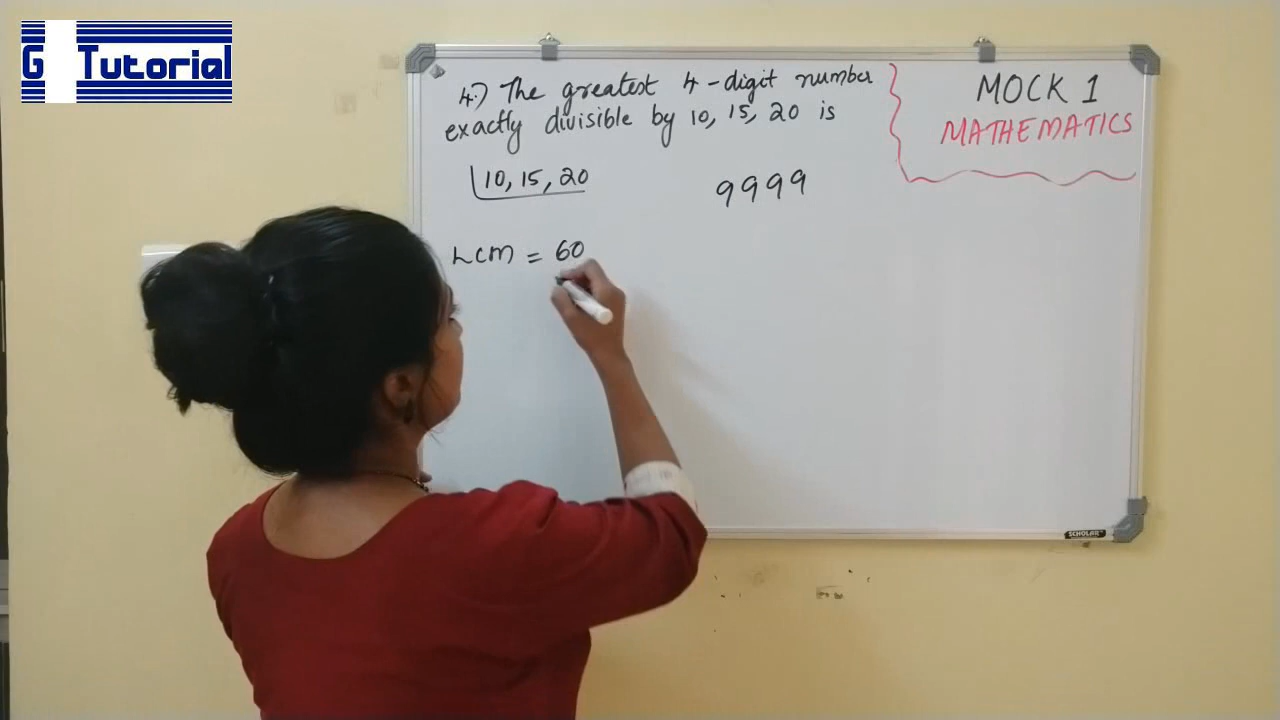 G Tutorial
4.) The greatest 4-digit number
exactly divisible by 10, 15, 20 is
MOCK 1
MATHEMATICS
10, 15, 20
9999
LCM = 60
SCHOLAR